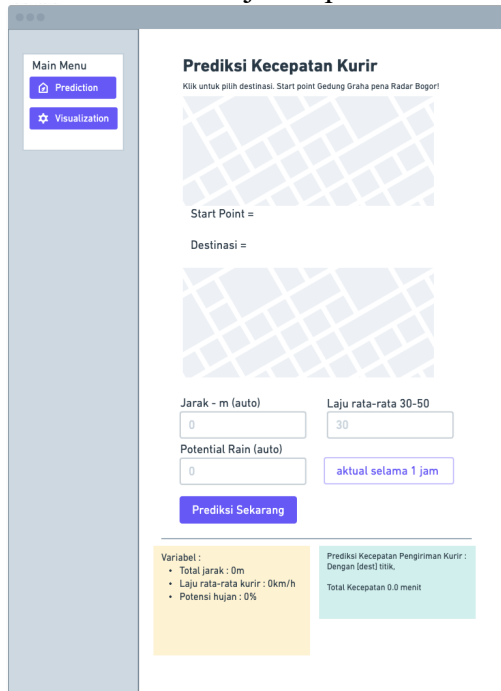 Main Menu
Prediction
Visualization
Prediksi Kecepatan Kurir
Klik untuk pilih destinasi. Start point Gedung Graha pena Radar Bogor!
Start Point =
Destinasi =
Jarak - m (auto)
Laju rata-rata 30-50
0
30
Potential Rain (auto)
0
aktual selama 1 jam
Prediksi Sekarang
Variabel :
• Total jarak : 0m
• Laju rata-rata kurir : 0km/h
• Potensi hujan : 0%
Prediksi Kecepatan Pengiriman Kurir :
Dengan [dest] titik,
Total Kecepatan 0.0 menit